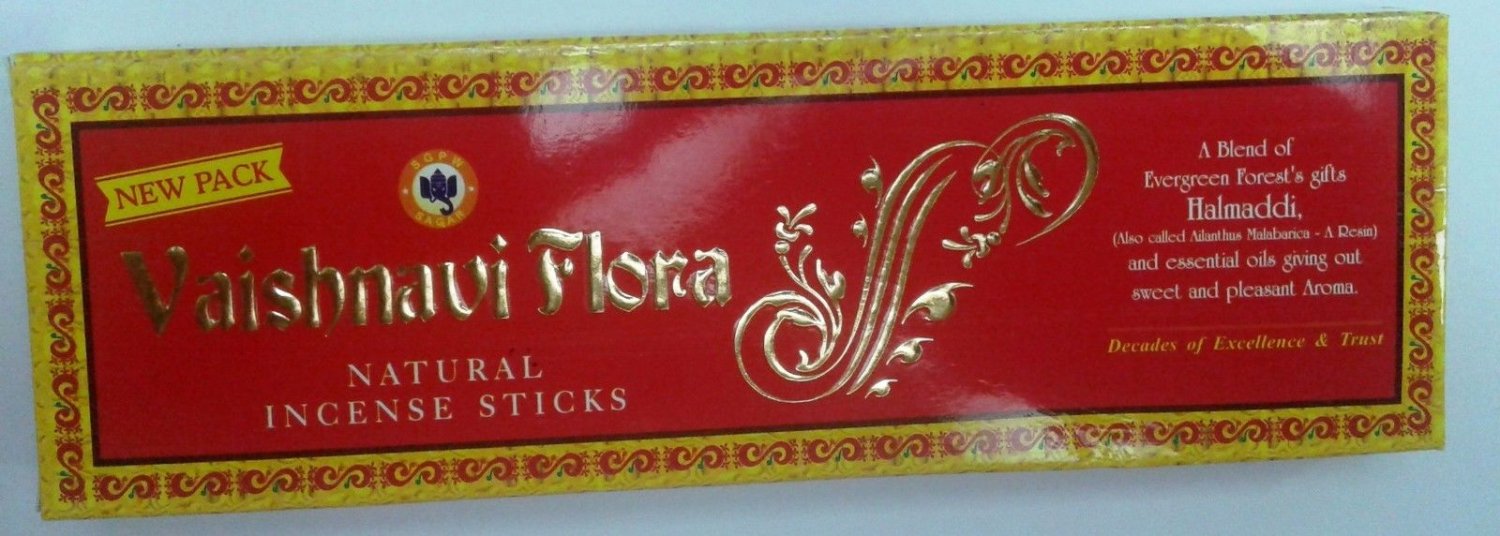 NEW PACK
SGPW
SAGAR
Vaishnavi Flora
NATURAL
INCENSE STICKS
A Blend of
Evergreen Forest's gifts
Halmaddi,
(Also called Ailanthus Malabarica - A Resin)
and essential oils giving out
sweet and pleasant Aroma.
Decades of Excellence & Trust